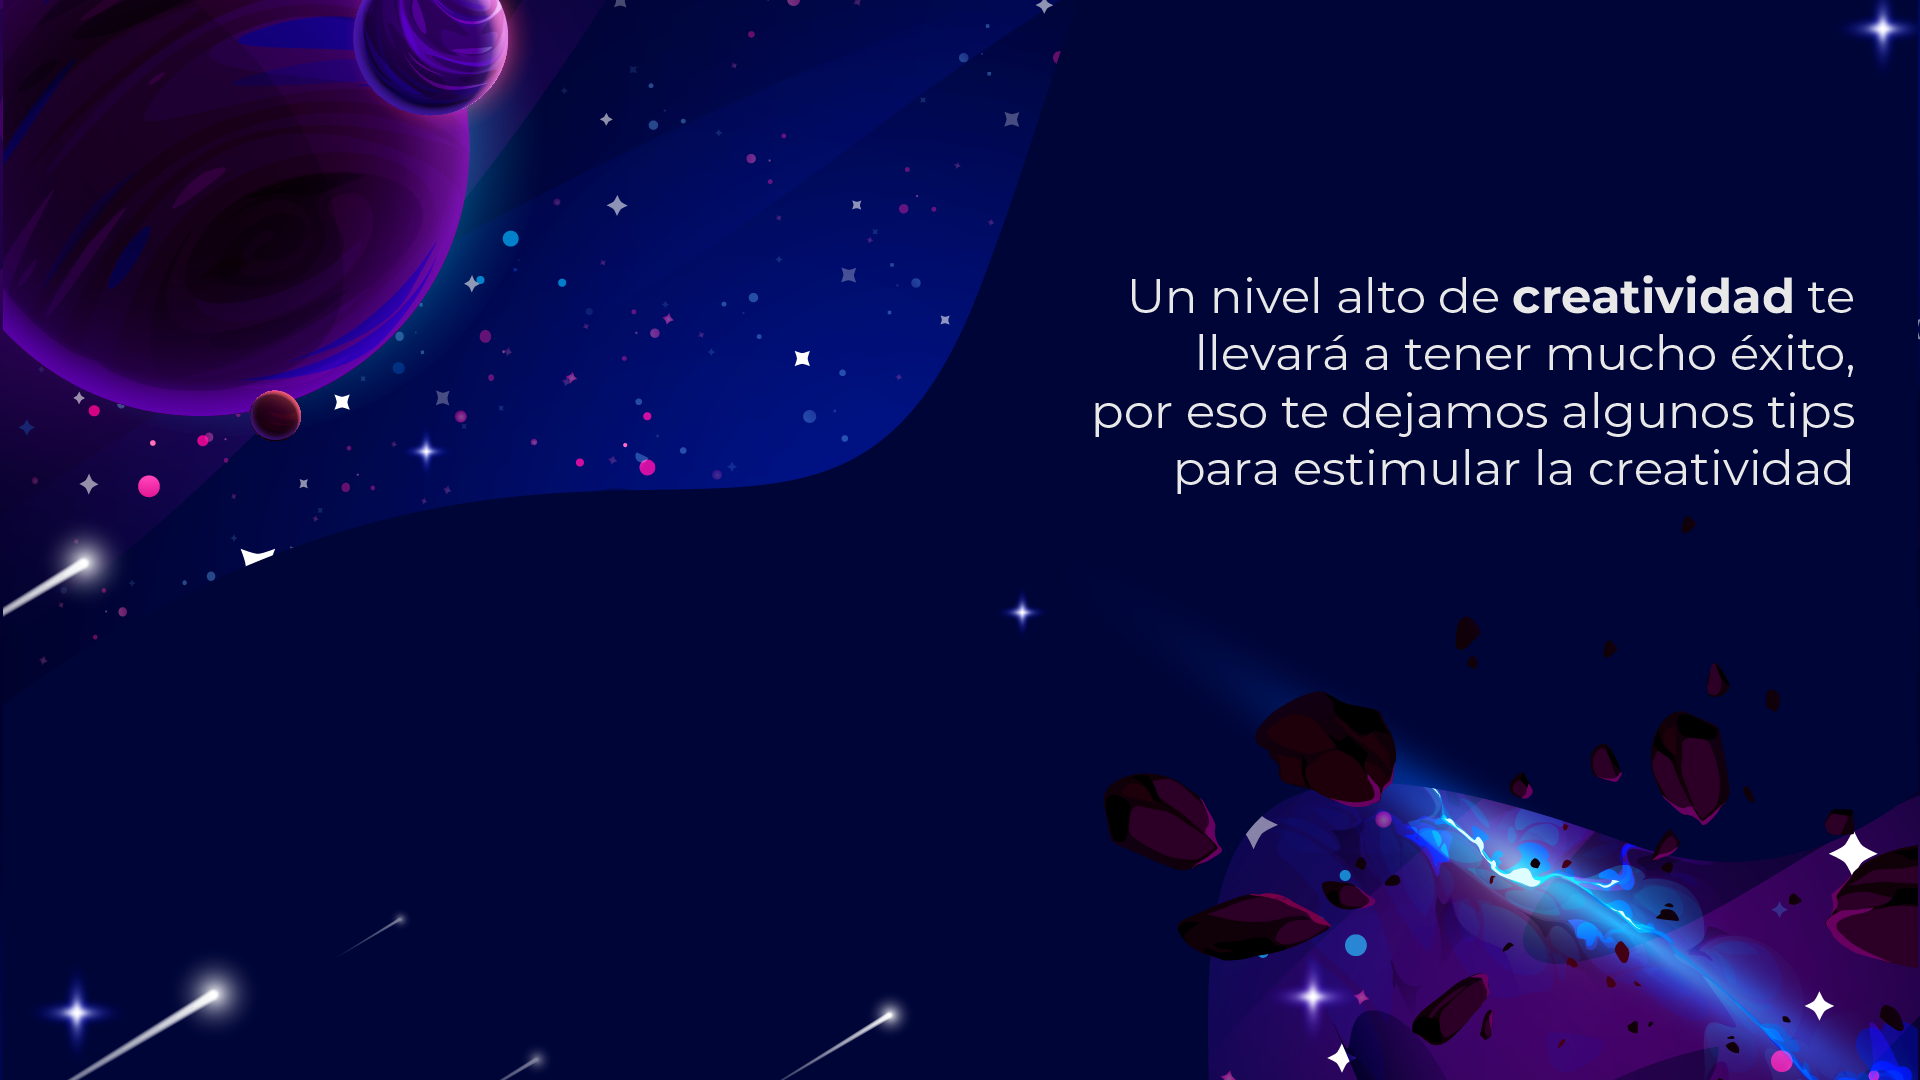 Un nivel alto de creatividad te
llevará a tener mucho éxito,
por eso te dejamos algunos tips
para estimular la creatividad